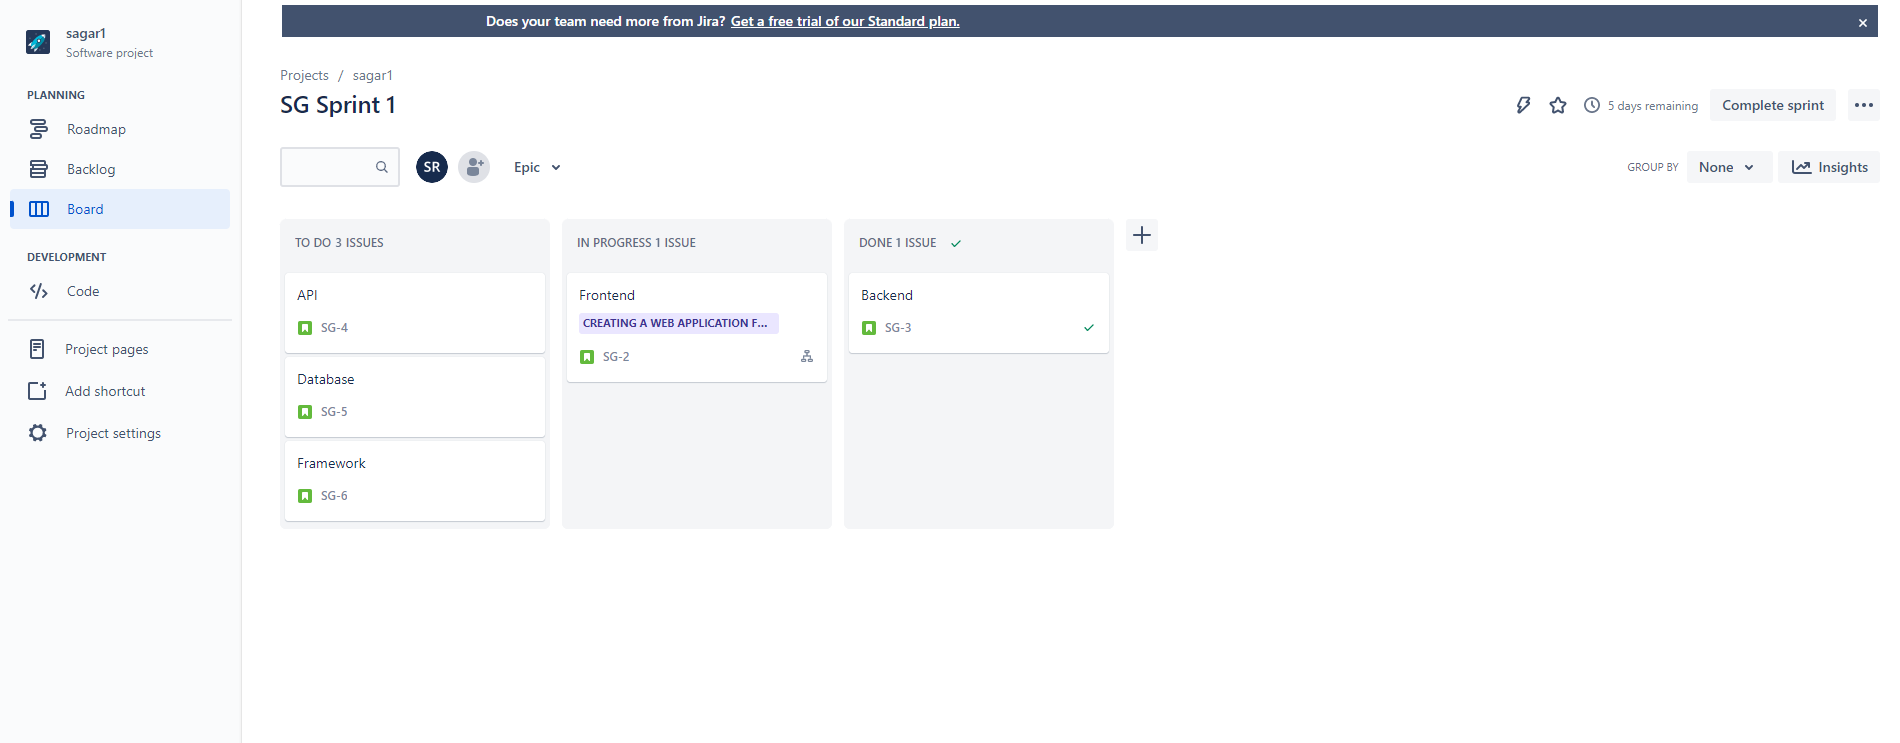 Does your team need more from Jira? Get a free trial of our Standard plan.
sagar1
Software project
PLANNING
Roadmap
Backlog
Board
DEVELOPMENT
Code
Project pages
Add shortcut
Project settings
Projects / sagar1
SG Sprint 1
5 days remaining
Complete sprint
SR
Epic
GROUP BY
None
Insights
TO DO 3 ISSUES
API
SG-4
Database
SG-5
Framework
SG-6
IN PROGRESS 1 ISSUE
Frontend
CREATING A WEB APPLICATION F...
SG-2
DONE 1 ISSUE
Backend
SG-3